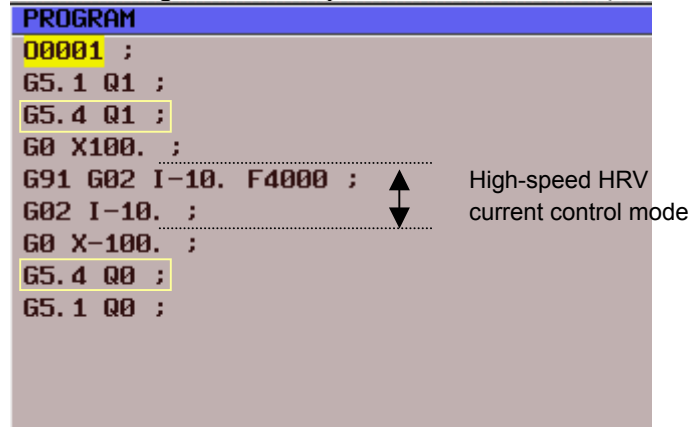 PROGRAM
O0001 ;
G5.1 Q1 ;
G5.4 Q1 ;
G0 X100. ;
G91 G02 I-10. F4000 ;
High-speed HRV
G02 I-10. ;
current control mode
G0 X-100. ;
G5.4 Q0 ;
G5.1 Q0 ;